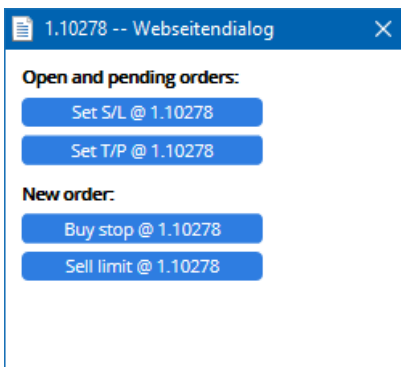 1.10278 -- Webseitendialog
Open and pending orders:
Set S/L @ 1.10278
Set T/P @ 1.10278
New order:
Buy stop @ 1.10278
Sell limit @ 1.10278